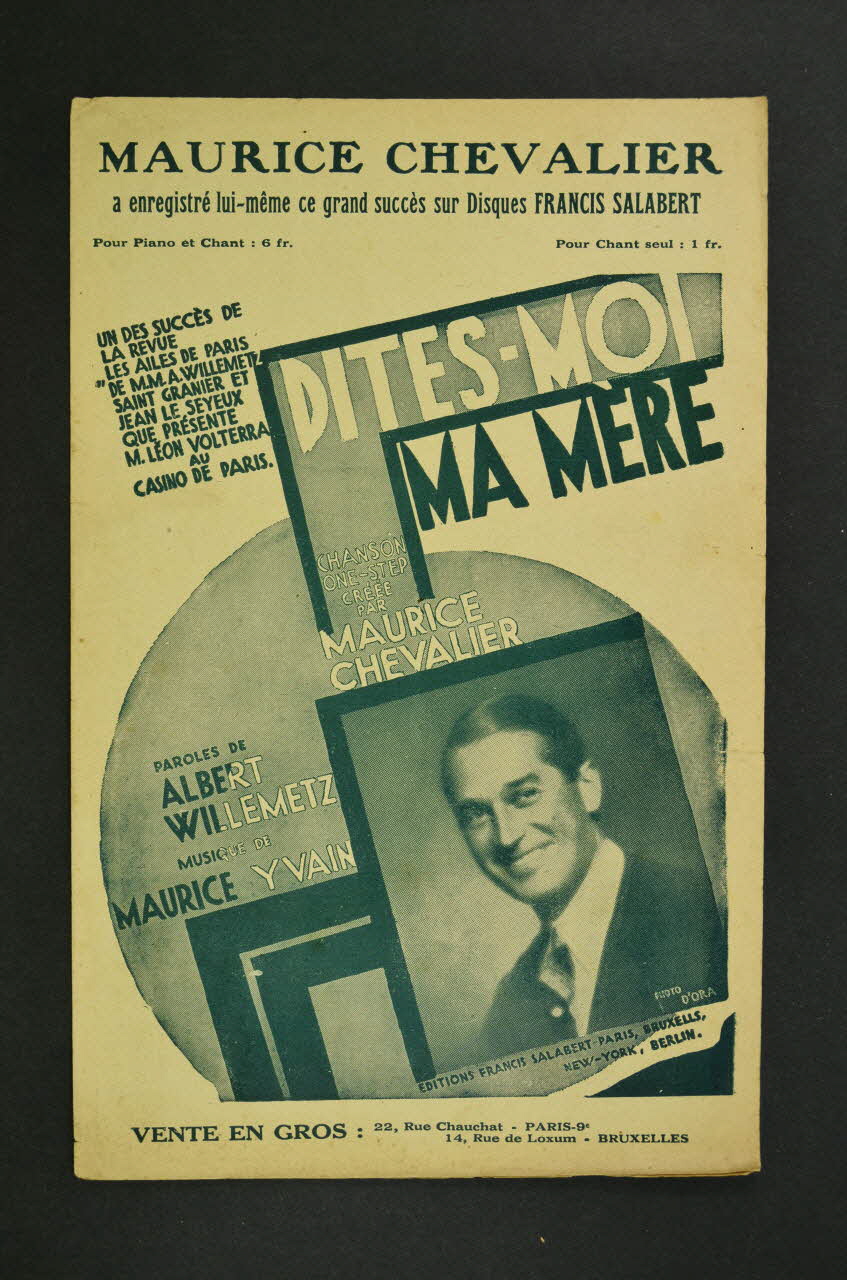 MAURICE CHEVALIER
a enregistré lui-même ce grand succès sur Disques FRANCIS SALABERT
Pour Piano et Chant : 6 fr.
Pour Chant seul : 1 fr.
UN DES SUCCÈS DE
LA REVUE
LES AILES DE PARIS
" DE M.M. A. WILLEMETZ
SAINT GRANIER ET
JEAN LE SEYEUX
QUE PRÉSENTE
M. LÉON VOLTERRA
AU
CASINO DE PARIS.
DITES-MOI
MA MÈRE
CHANSON
ONE-STEP
CRÉÉE
PAR
MAURICE
CHEVALIER
PAROLES DE
ALBERT
WILLEMETZ
MUSIQUE DE
MAURICE YVAIN
PHOTO
D'ORA
EDITIONS FRANCIS SALABERT-PARIS, BRUXELLS,
NEW-YORK, BERLIN.
VENTE EN GROS : 22, Rue Chauchat - PARIS-9e
14, Rue de Loxum - BRUXELLES